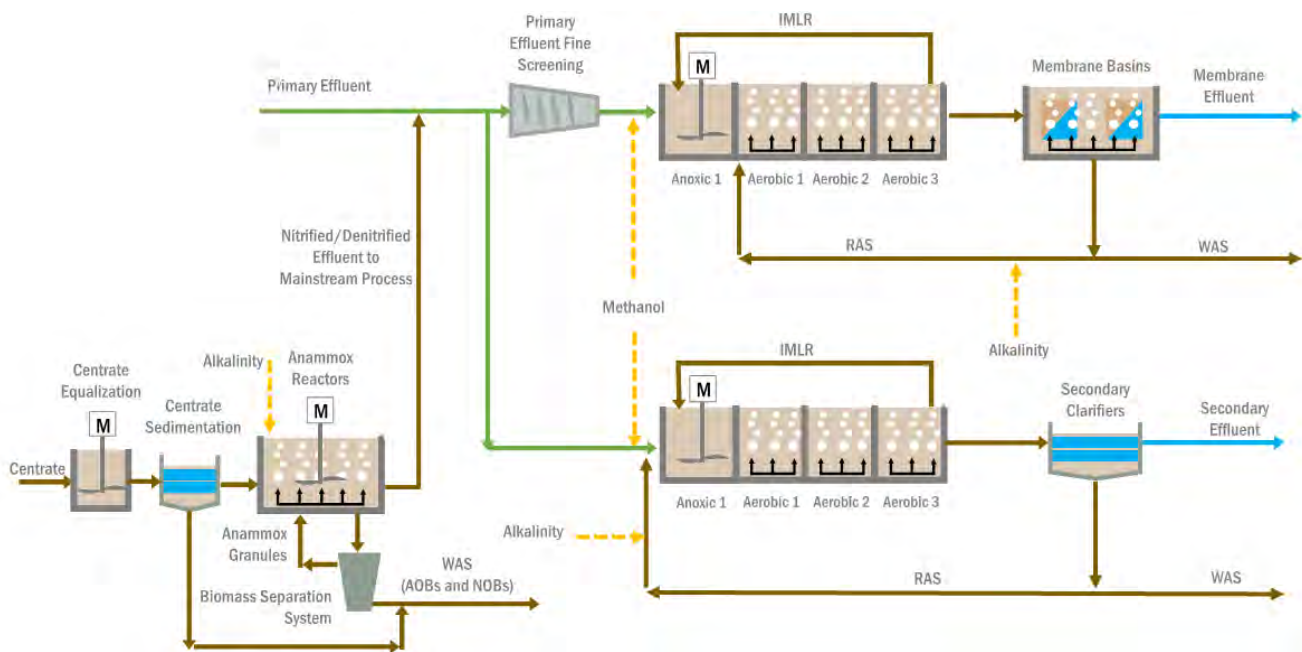 IMLR
Primary
Effluent Fine
Screening
M
Membrane Basins
Membrane
Effluent
Primary Effluent
Anoxic 1
Aerobic 1
Aerobic 2
Aerobic 3
Nitrified/Denitrified
Effluent to
Mainstream Process
RAS
WAS
Methanol
Alkalinity
IMLR
Alkalinity
Anammox
Reactors
Centrate
Equalization
Centrate
Sedimentation
M
M
M
Secondary
Clarifiers
Secondary
Effluent
Centrate
Anoxic 1
Aerobic 1
Aerobic 2
Aerobic 3
Anammox
Granules
Alkalinity
WAS
(AOBs and NOBs)
RAS
WAS
Biomass Separation
System